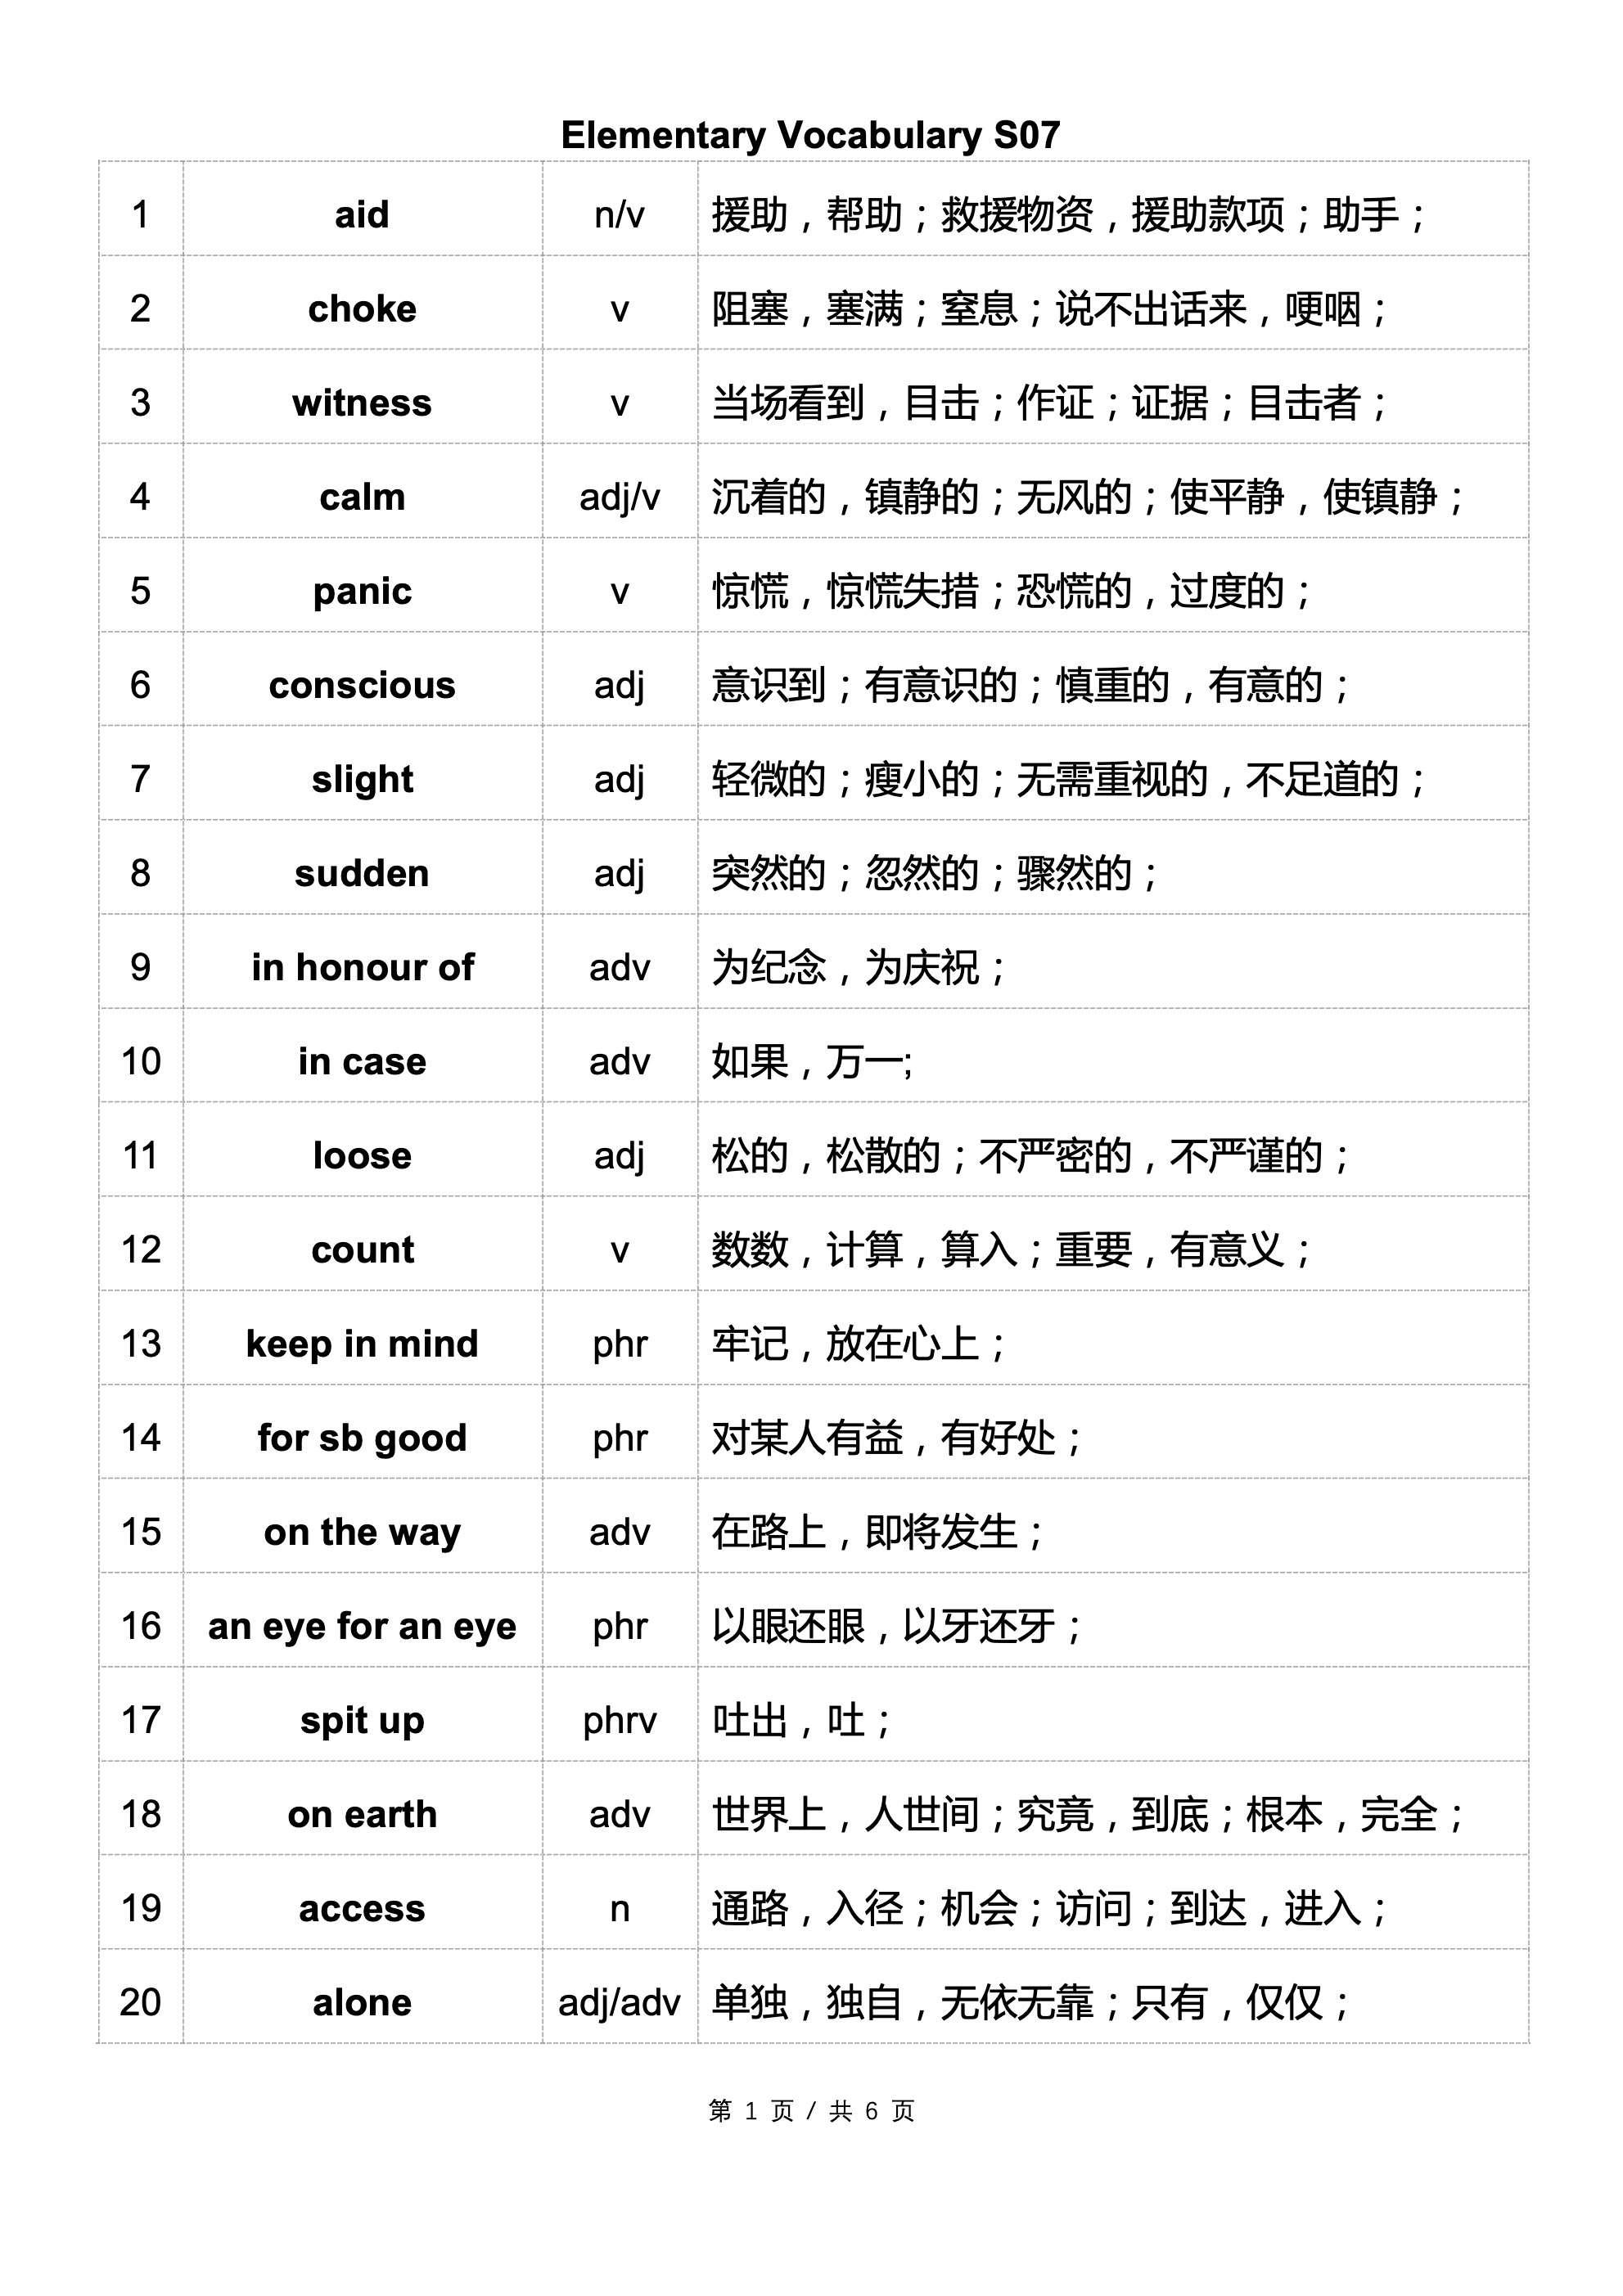 Elementary Vocabulary S07
1 aid n/v 援助，帮助；救援物资，援助款项；助手；
2 choke v 阻塞，塞满；窒息；说不出话来，哽咽；
3 witness v 当场看到，目击；作证；证据；目击者；
4 calm adj/v 沉着的，镇静的；无风的；使平静，使镇静；
5 panic v 惊慌，惊慌失措；恐慌的，过度的；
6 conscious adj 意识到；有意识的；慎重的，有意的；
7 slight adj 轻微的；瘦小的；无需重视的，不足道的；
8 sudden adj 突然的；忽然的；骤然的；
9 in honour of adv 为纪念，为庆祝；
10 in case adv 如果，万一;
11 loose adj 松的，松散的；不严密的，不严谨的；
12 count v 数数，计算，算入；重要，有意义；
13 keep in mind phr 牢记，放在心上；
14 for sb good phr 对某人有益，有好处；
15 on the way adv 在路上，即将发生；
16 an eye for an eye phr 以眼还眼，以牙还牙；
17 spit up phrv 吐出，吐；
18 on earth adv 世界上，人世间；究竟，到底；根本，完全；
19 access n 通路，入径；机会；访问；到达，进入；
20 alone adj/adv 单独，独自，无依无靠；只有，仅仅；
第 1 页 / 共 6 页